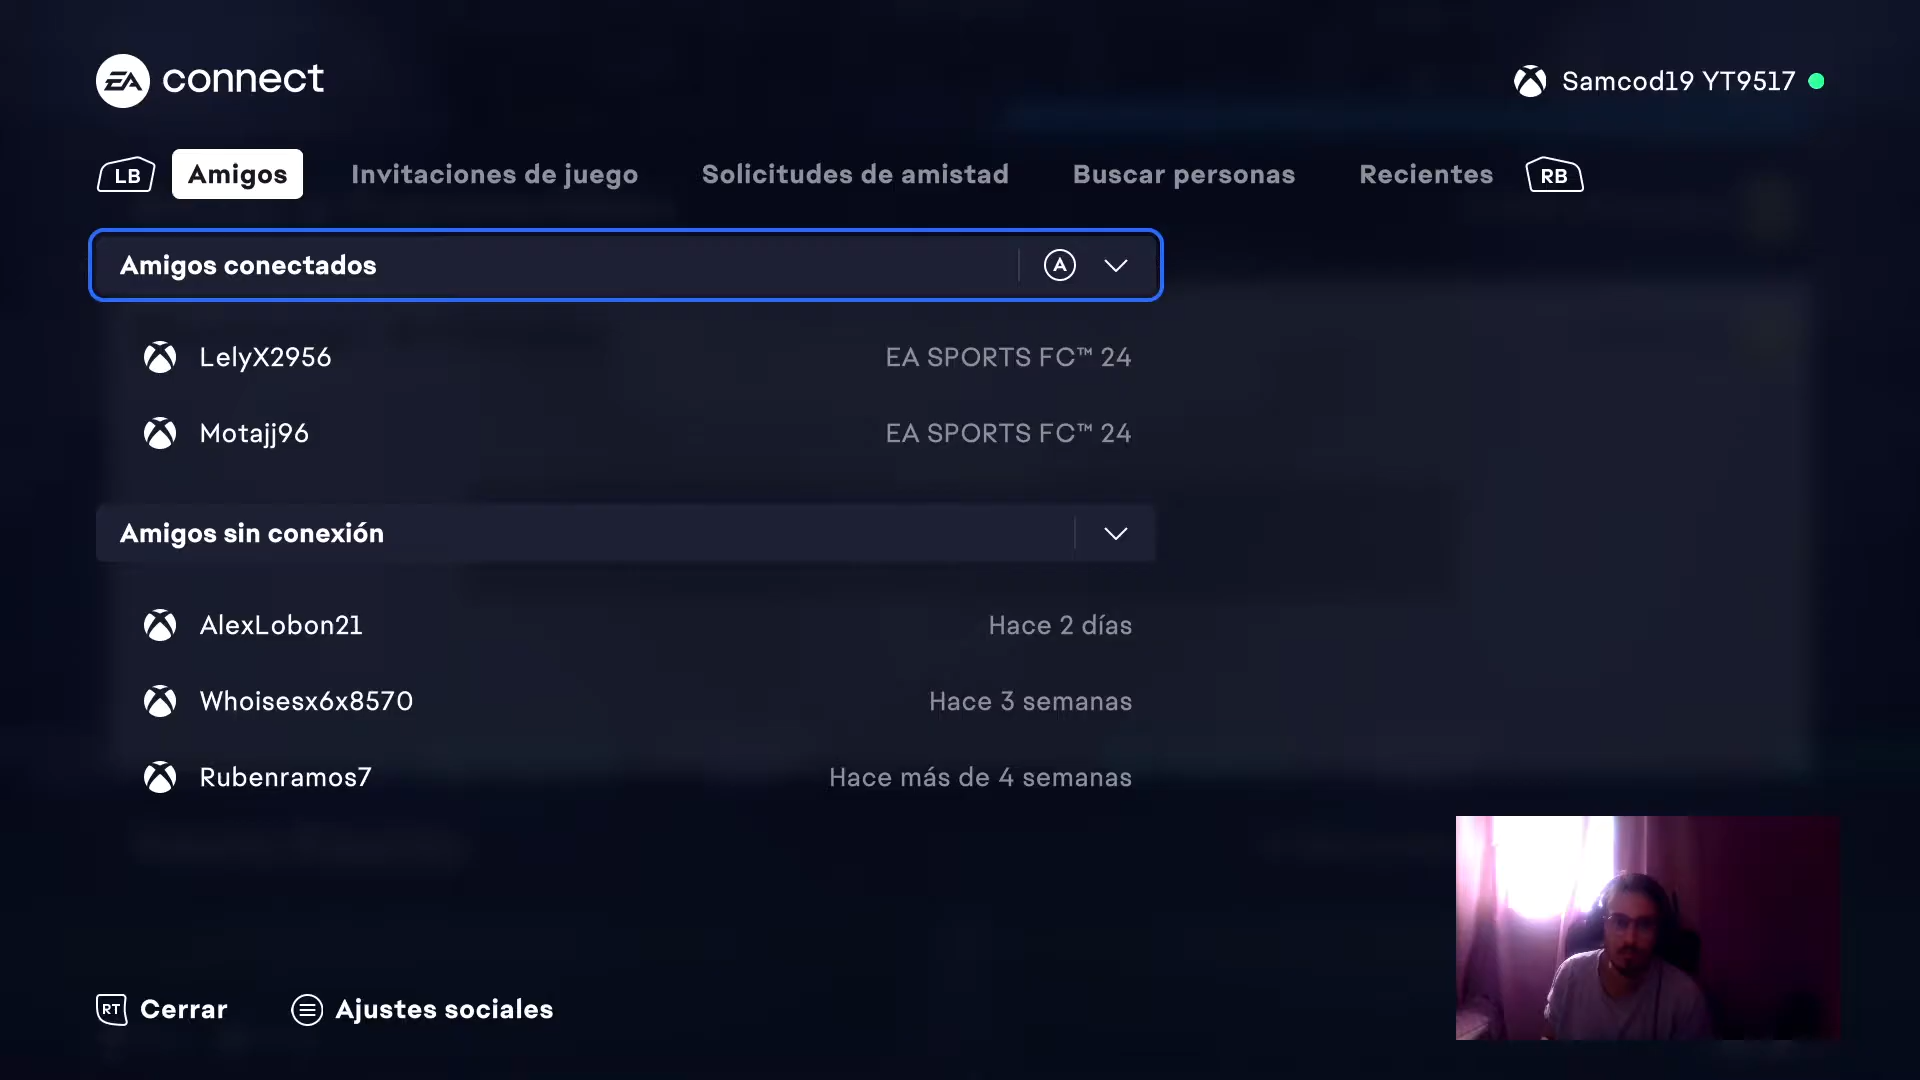 EA connect
Samcod19 YT9517
LB Amigos Invitaciones de juego Solicitudes de amistad Buscar personas Recientes RB
Amigos conectados A
LelyX2956 EA SPORTS FC™ 24
Motajj96 EA SPORTS FC™ 24
Amigos sin conexión
AlexLobon21 Hace 2 días
Whoisesx6x8570 Hace 3 semanas
Rubenramos7 Hace más de 4 semanas
RT Cerrar Ajustes sociales